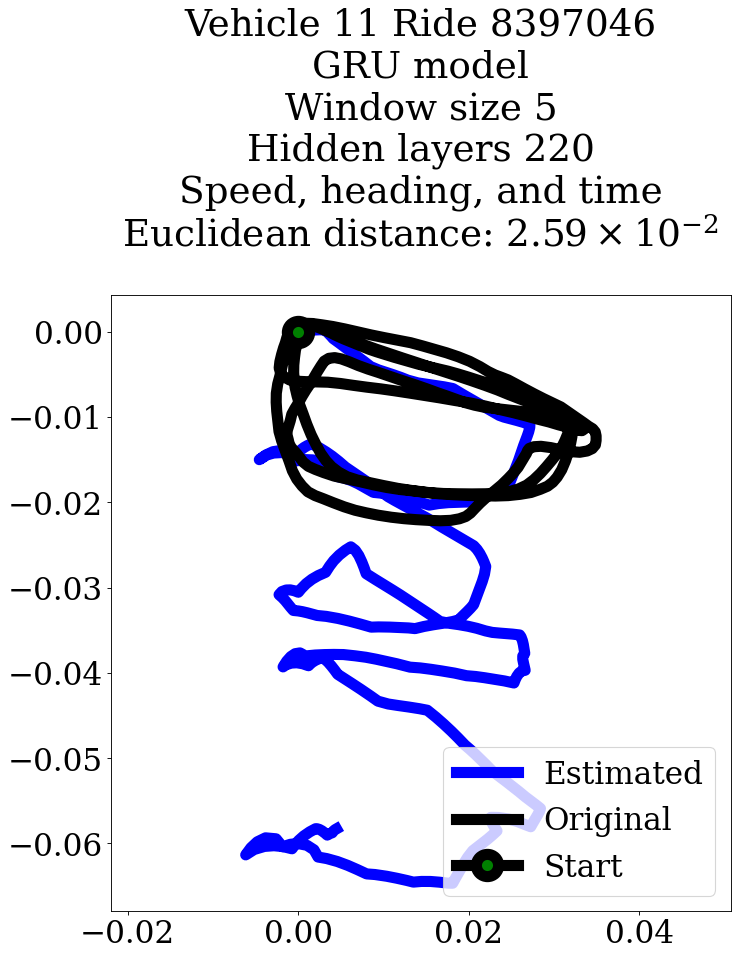 Vehicle 11 Ride 8397046
GRU model
Window size 5
Hidden layers 220
Speed, heading, and time
Euclidean distance: 2.59 × 10⁻²
0.00
−0.01
−0.02
−0.03
−0.04
−0.05
−0.06
Estimated
Original
Start
−0.02 0.00 0.02 0.04